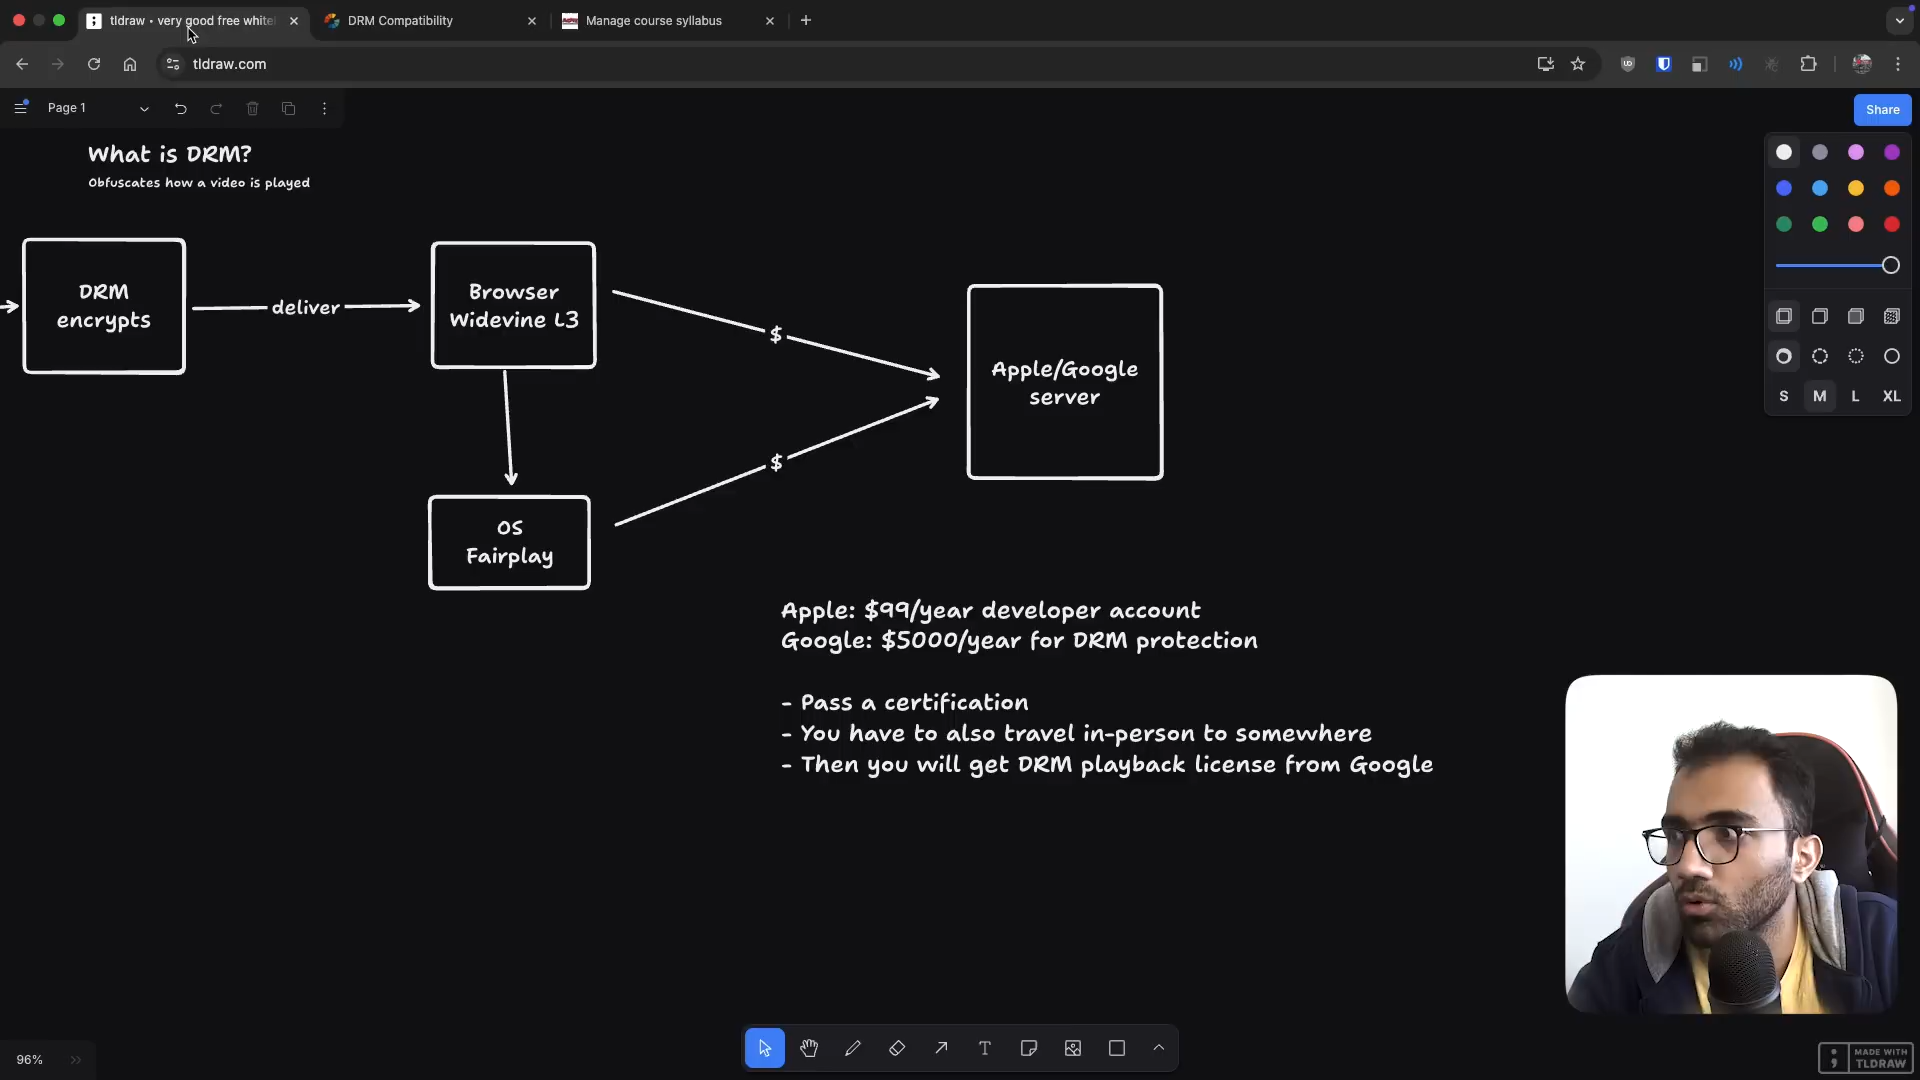 tldraw • very good free white
DRM Compatibility
Manage course syllabus
tldraw.com
Page 1
Share
What is DRM?
Obfuscates how a video is played
DRM
encrypts
deliver
Browser
Widevine L3
$
Apple/Google
server
$
OS
Fairplay
S M L XL
Apple: $99/year developer account
Google: $5000/year for DRM protection
- Pass a certification
- You have to also travel in-person to somewhere
- Then you will get DRM playback license from Google
96%
MADE WITH
TLDRAW